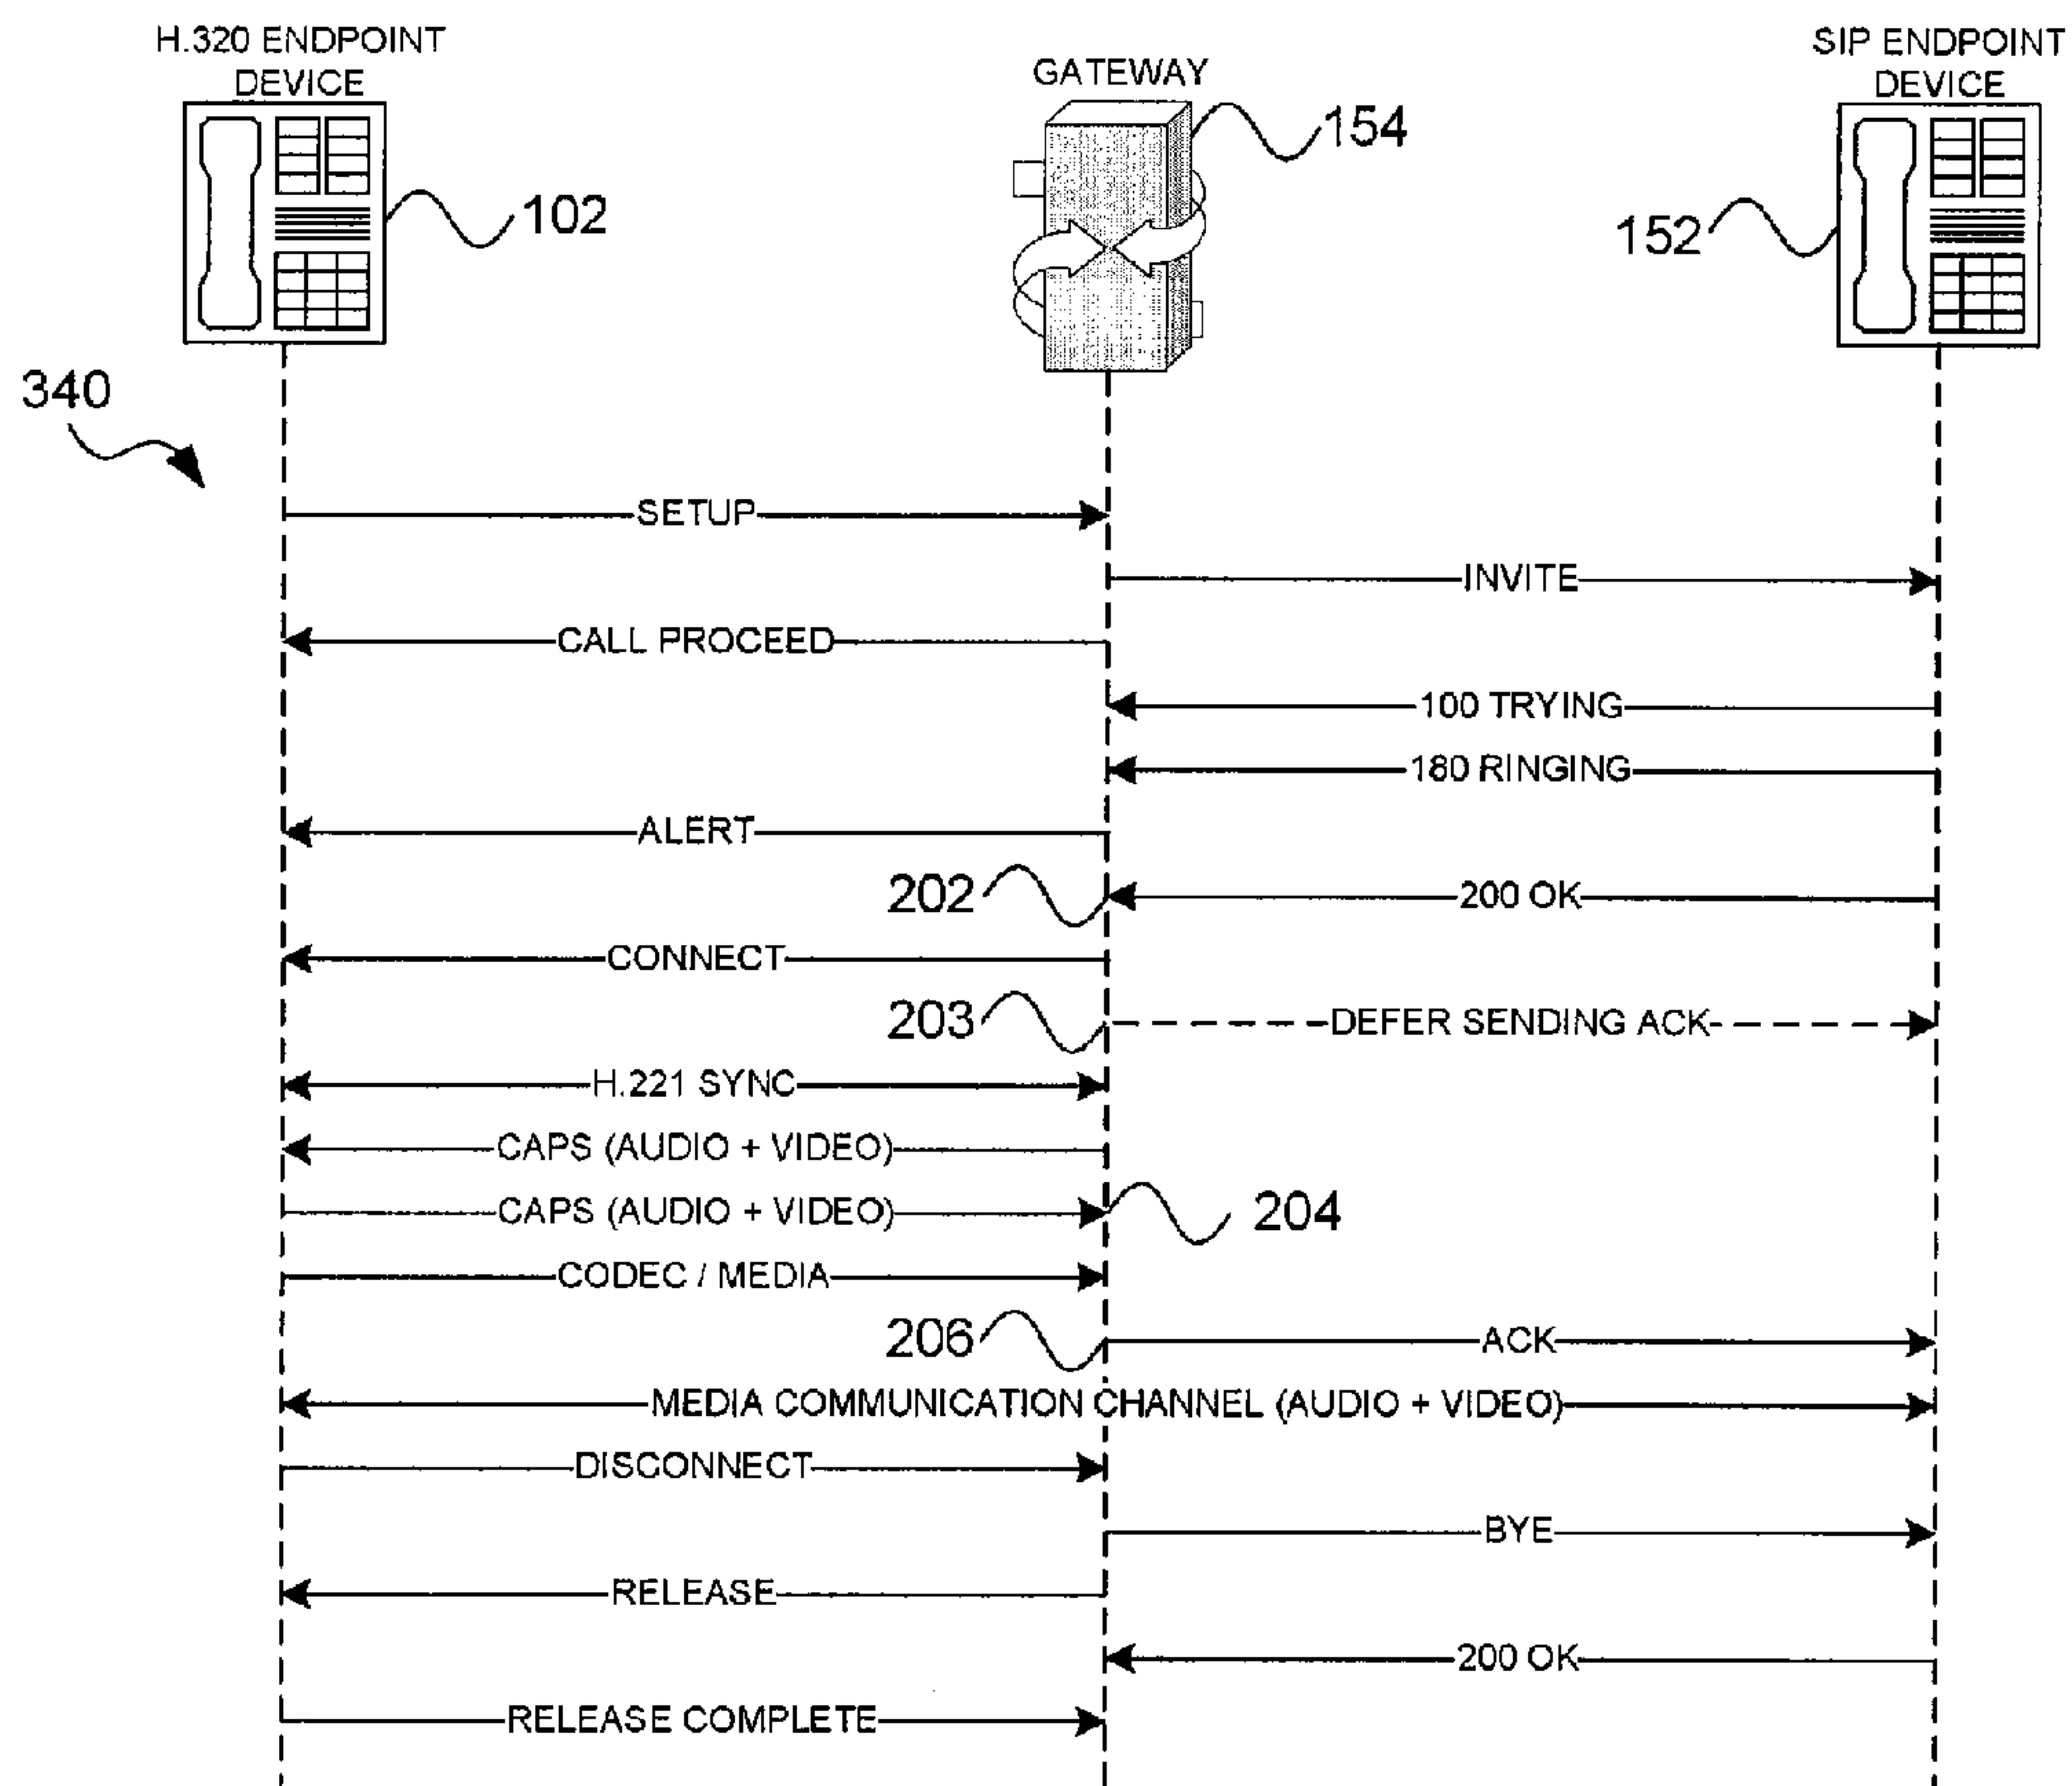 H.320 ENDPOINT
DEVICE
GATEWAY
SIP ENDPOINT
DEVICE
154
102
152
340
SETUP
INVITE
CALL PROCEED
100 TRYING
180 RINGING
ALERT
202
200 OK
CONNECT
203
DEFER SENDING ACK
H.221 SYNC
CAPS (AUDIO + VIDEO)
CAPS (AUDIO + VIDEO)
204
CODEC / MEDIA
206
ACK
MEDIA COMMUNICATION CHANNEL (AUDIO + VIDEO)
DISCONNECT
BYE
RELEASE
200 OK
RELEASE COMPLETE